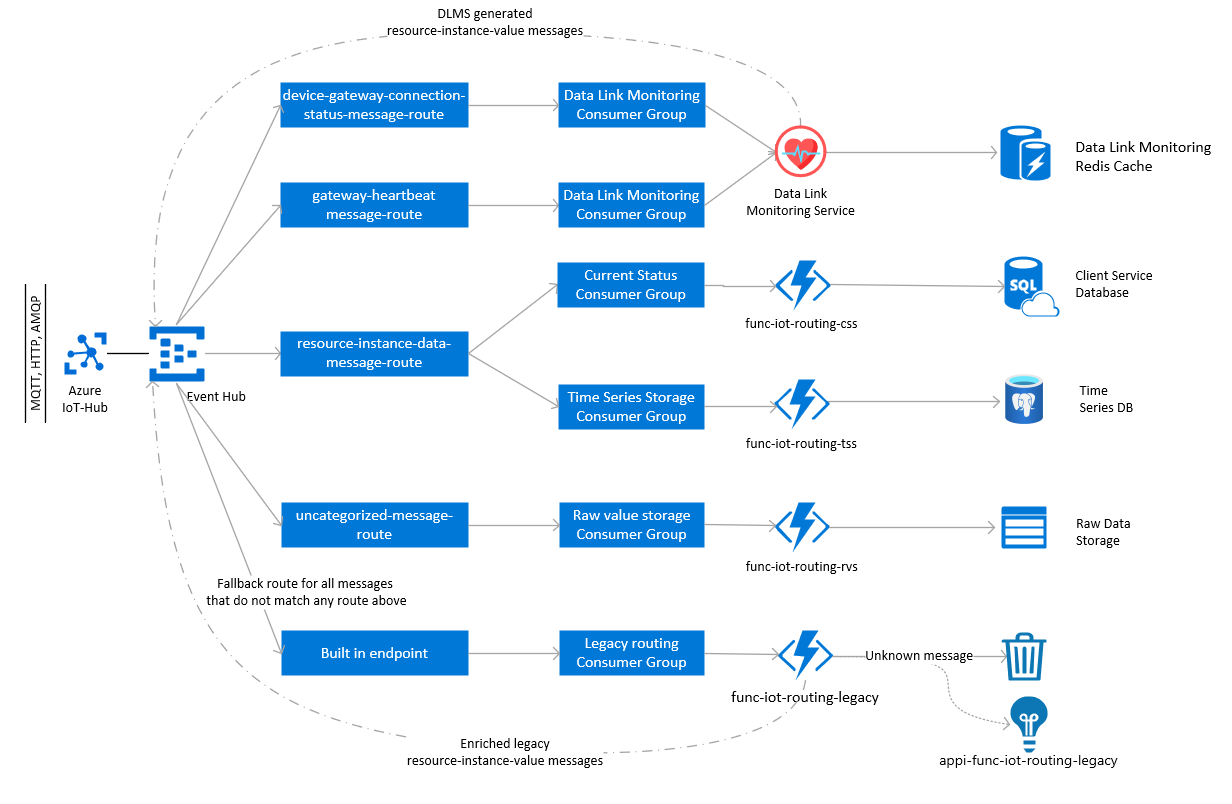 DLMS generated
resource-instance-value messages
device-gateway-connection-
status-message-route
Data Link Monitoring
Consumer Group
Data Link Monitoring
Redis Cache
gateway-heartbeat
message-route
Data Link Monitoring
Consumer Group
Data Link
Monitoring Service
Current Status
Consumer Group
func-iot-routing-css
SQL
Client Service
Database
MQTT, HTTP, AMQP
Azure
IoT-Hub
Event Hub
resource-instance-data-
message-route
Time Series Storage
Consumer Group
func-iot-routing-tss
Time
Series DB
uncategorized-message-
route
Raw value storage
Consumer Group
func-iot-routing-rvs
Raw Data
Storage
Fallback route for all messages
that do not match any route above
Built in endpoint
Legacy routing
Consumer Group
func-iot-routing-legacy
Unknown message
appi-func-iot-routing-legacy
Enriched legacy
resource-instance-value messages